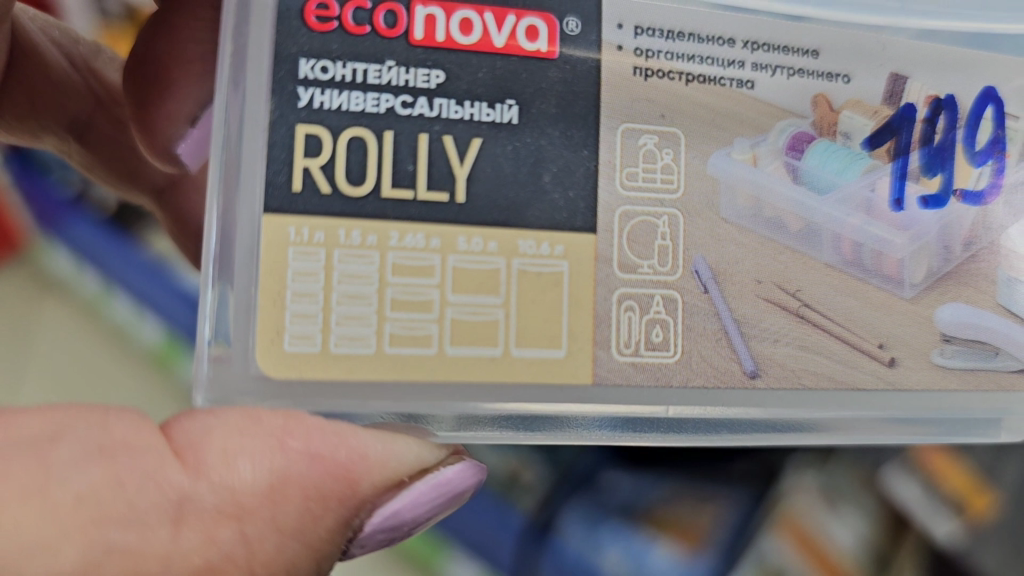 econova®
КОНТЕЙНЕР
УНИВЕРСАЛЬНЫЙ
ROLLY
1.1 л 1.5 л 2.65 л 5.0 л 10.6 л
• раздельное хранение
• организация внутреннего
пространства
199